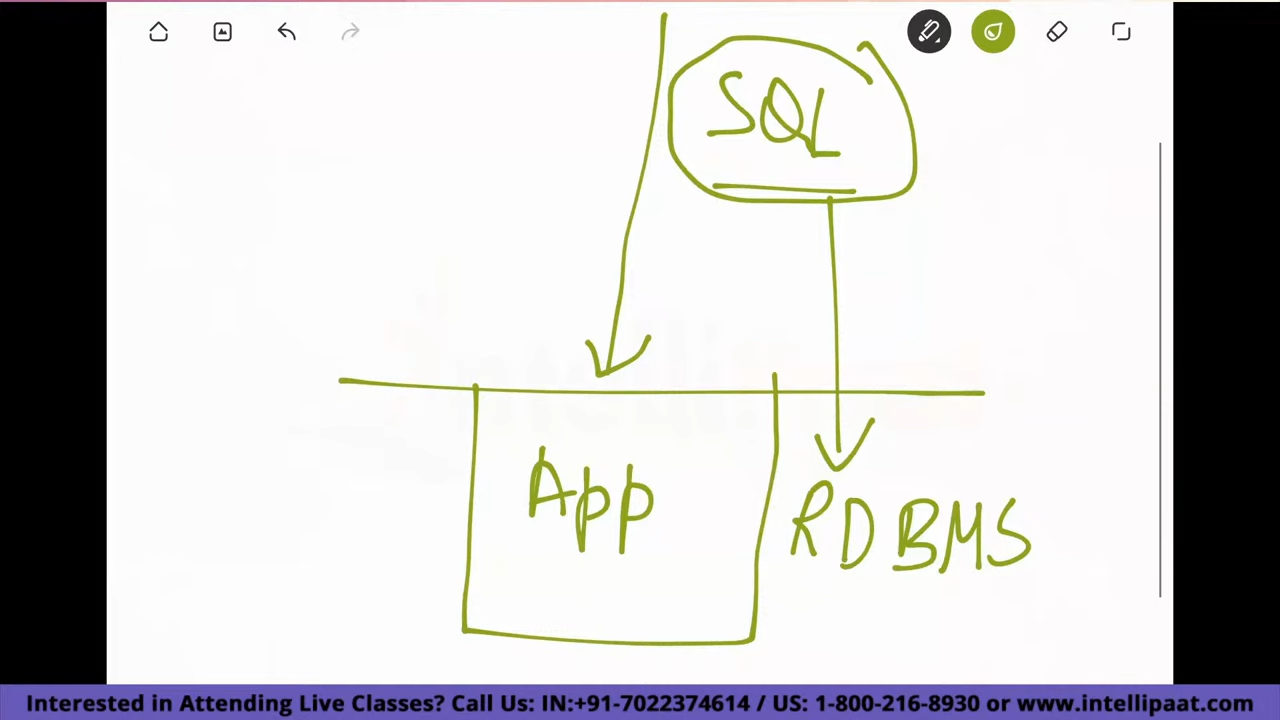 SQL
App
RDBMS
intellipaat
Interested in Attending Live Classes? Call Us: IN:+91-7022374614 / US: 1-800-216-8930 or www.intellipaat.com